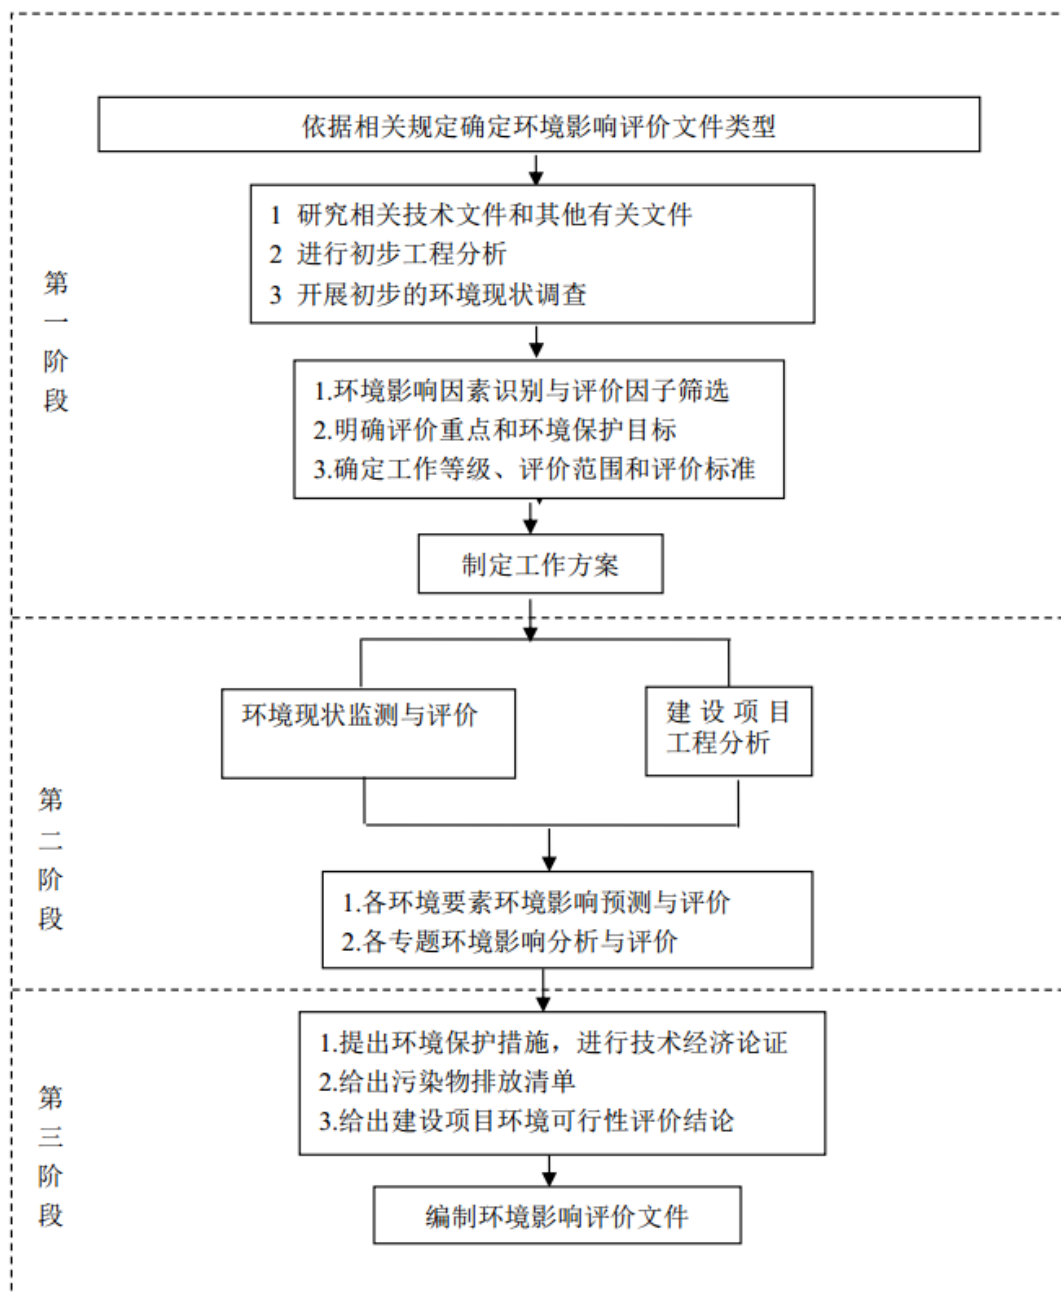 依据相关规定确定环境影响评价文件类型
1 研究相关技术文件和其他有关文件
2 进行初步工程分析
3 开展初步的环境现状调查
第一阶段
1.环境影响因素识别与评价因子筛选
2.明确评价重点和环境保护目标
3.确定工作等级、评价范围和评价标准
制定工作方案
环境现状监测与评价
建设项目
工程分析
第二阶段
1.各环境要素环境影响预测与评价
2.各专题环境影响分析与评价
1.提出环境保护措施，进行技术经济论证
2.给出污染物排放清单
3.给出建设项目环境可行性评价结论
第三阶段
编制环境影响评价文件